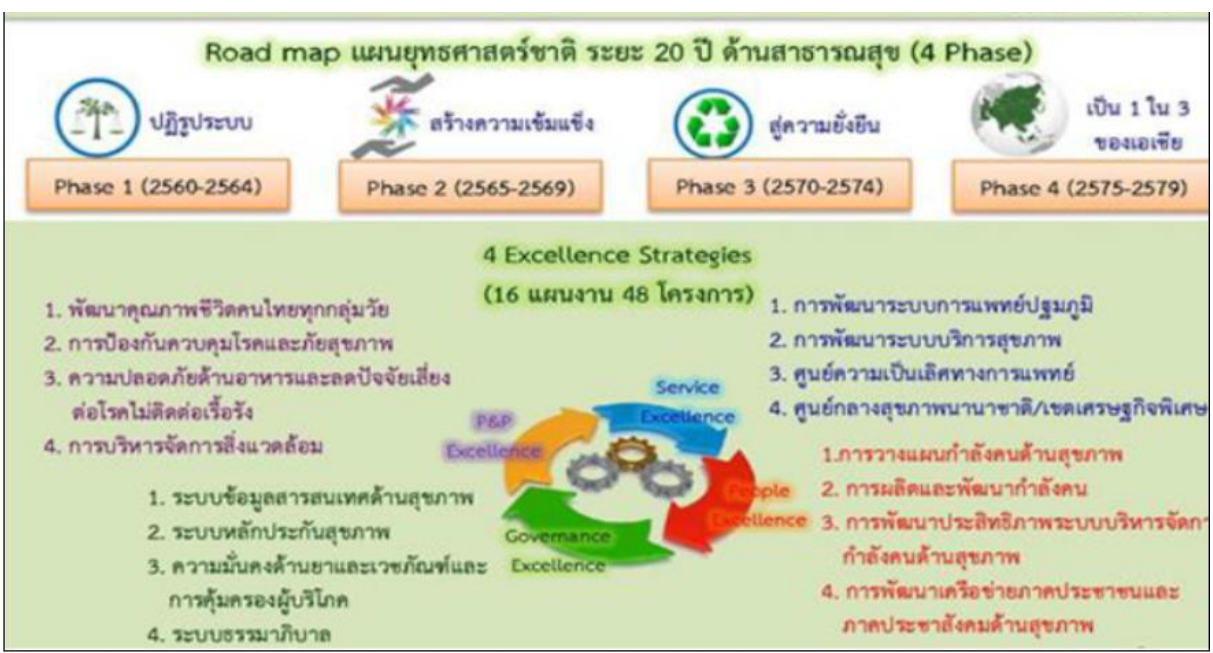 Road map แผนยุทธศาสตร์ชาติ ระยะ 20 ปี ด้านสาธารณสุข (4 Phase)
ปฏิรูประบบ
สร้างความเข้มแข็ง
สู่ความยั่งยืน
เป็น 1 ใน 3
ของเอเชีย
Phase 1 (2560-2564)
Phase 2 (2565-2569)
Phase 3 (2570-2574)
Phase 4 (2575-2579)
4 Excellence Strategies
(16 แผนงาน 48 โครงการ)
1. พัฒนาคุณภาพชีวิตคนไทยทุกกลุ่มวัย
2. การป้องกันควบคุมโรคและภัยสุขภาพ
3. ความปลอดภัยด้านอาหารและลดปัจจัยเสี่ยง
ต่อโรคไม่ติดต่อเรื้อรัง
4. การบริหารจัดการสิ่งแวดล้อม
1. การพัฒนาระบบการแพทย์ปฐมภูมิ
2. การพัฒนาระบบบริการสุขภาพ
3. ศูนย์ความเป็นเลิศทางการแพทย์
4. ศูนย์กลางสุขภาพนานาชาติ/เขตเศรษฐกิจพิเศษ
P&P
Excellence
Service
Excellence
People
Excellence
Governance
Excellence
1. ระบบข้อมูลสารสนเทศด้านสุขภาพ
2. ระบบหลักประกันสุขภาพ
3. ความมั่นคงด้านยาและเวชภัณฑ์และ
การคุ้มครองผู้บริโภค
4. ระบบธรรมาภิบาล
1.การวางแผนกำลังคนด้านสุขภาพ
2. การผลิตและพัฒนากำลังคน
3. การพัฒนาประสิทธิภาพระบบบริหารจัดกา
กำลังคนด้านสุขภาพ
4. การพัฒนาเครือข่ายภาคประชาชนและ
ภาคประชาสังคมด้านสุขภาพ